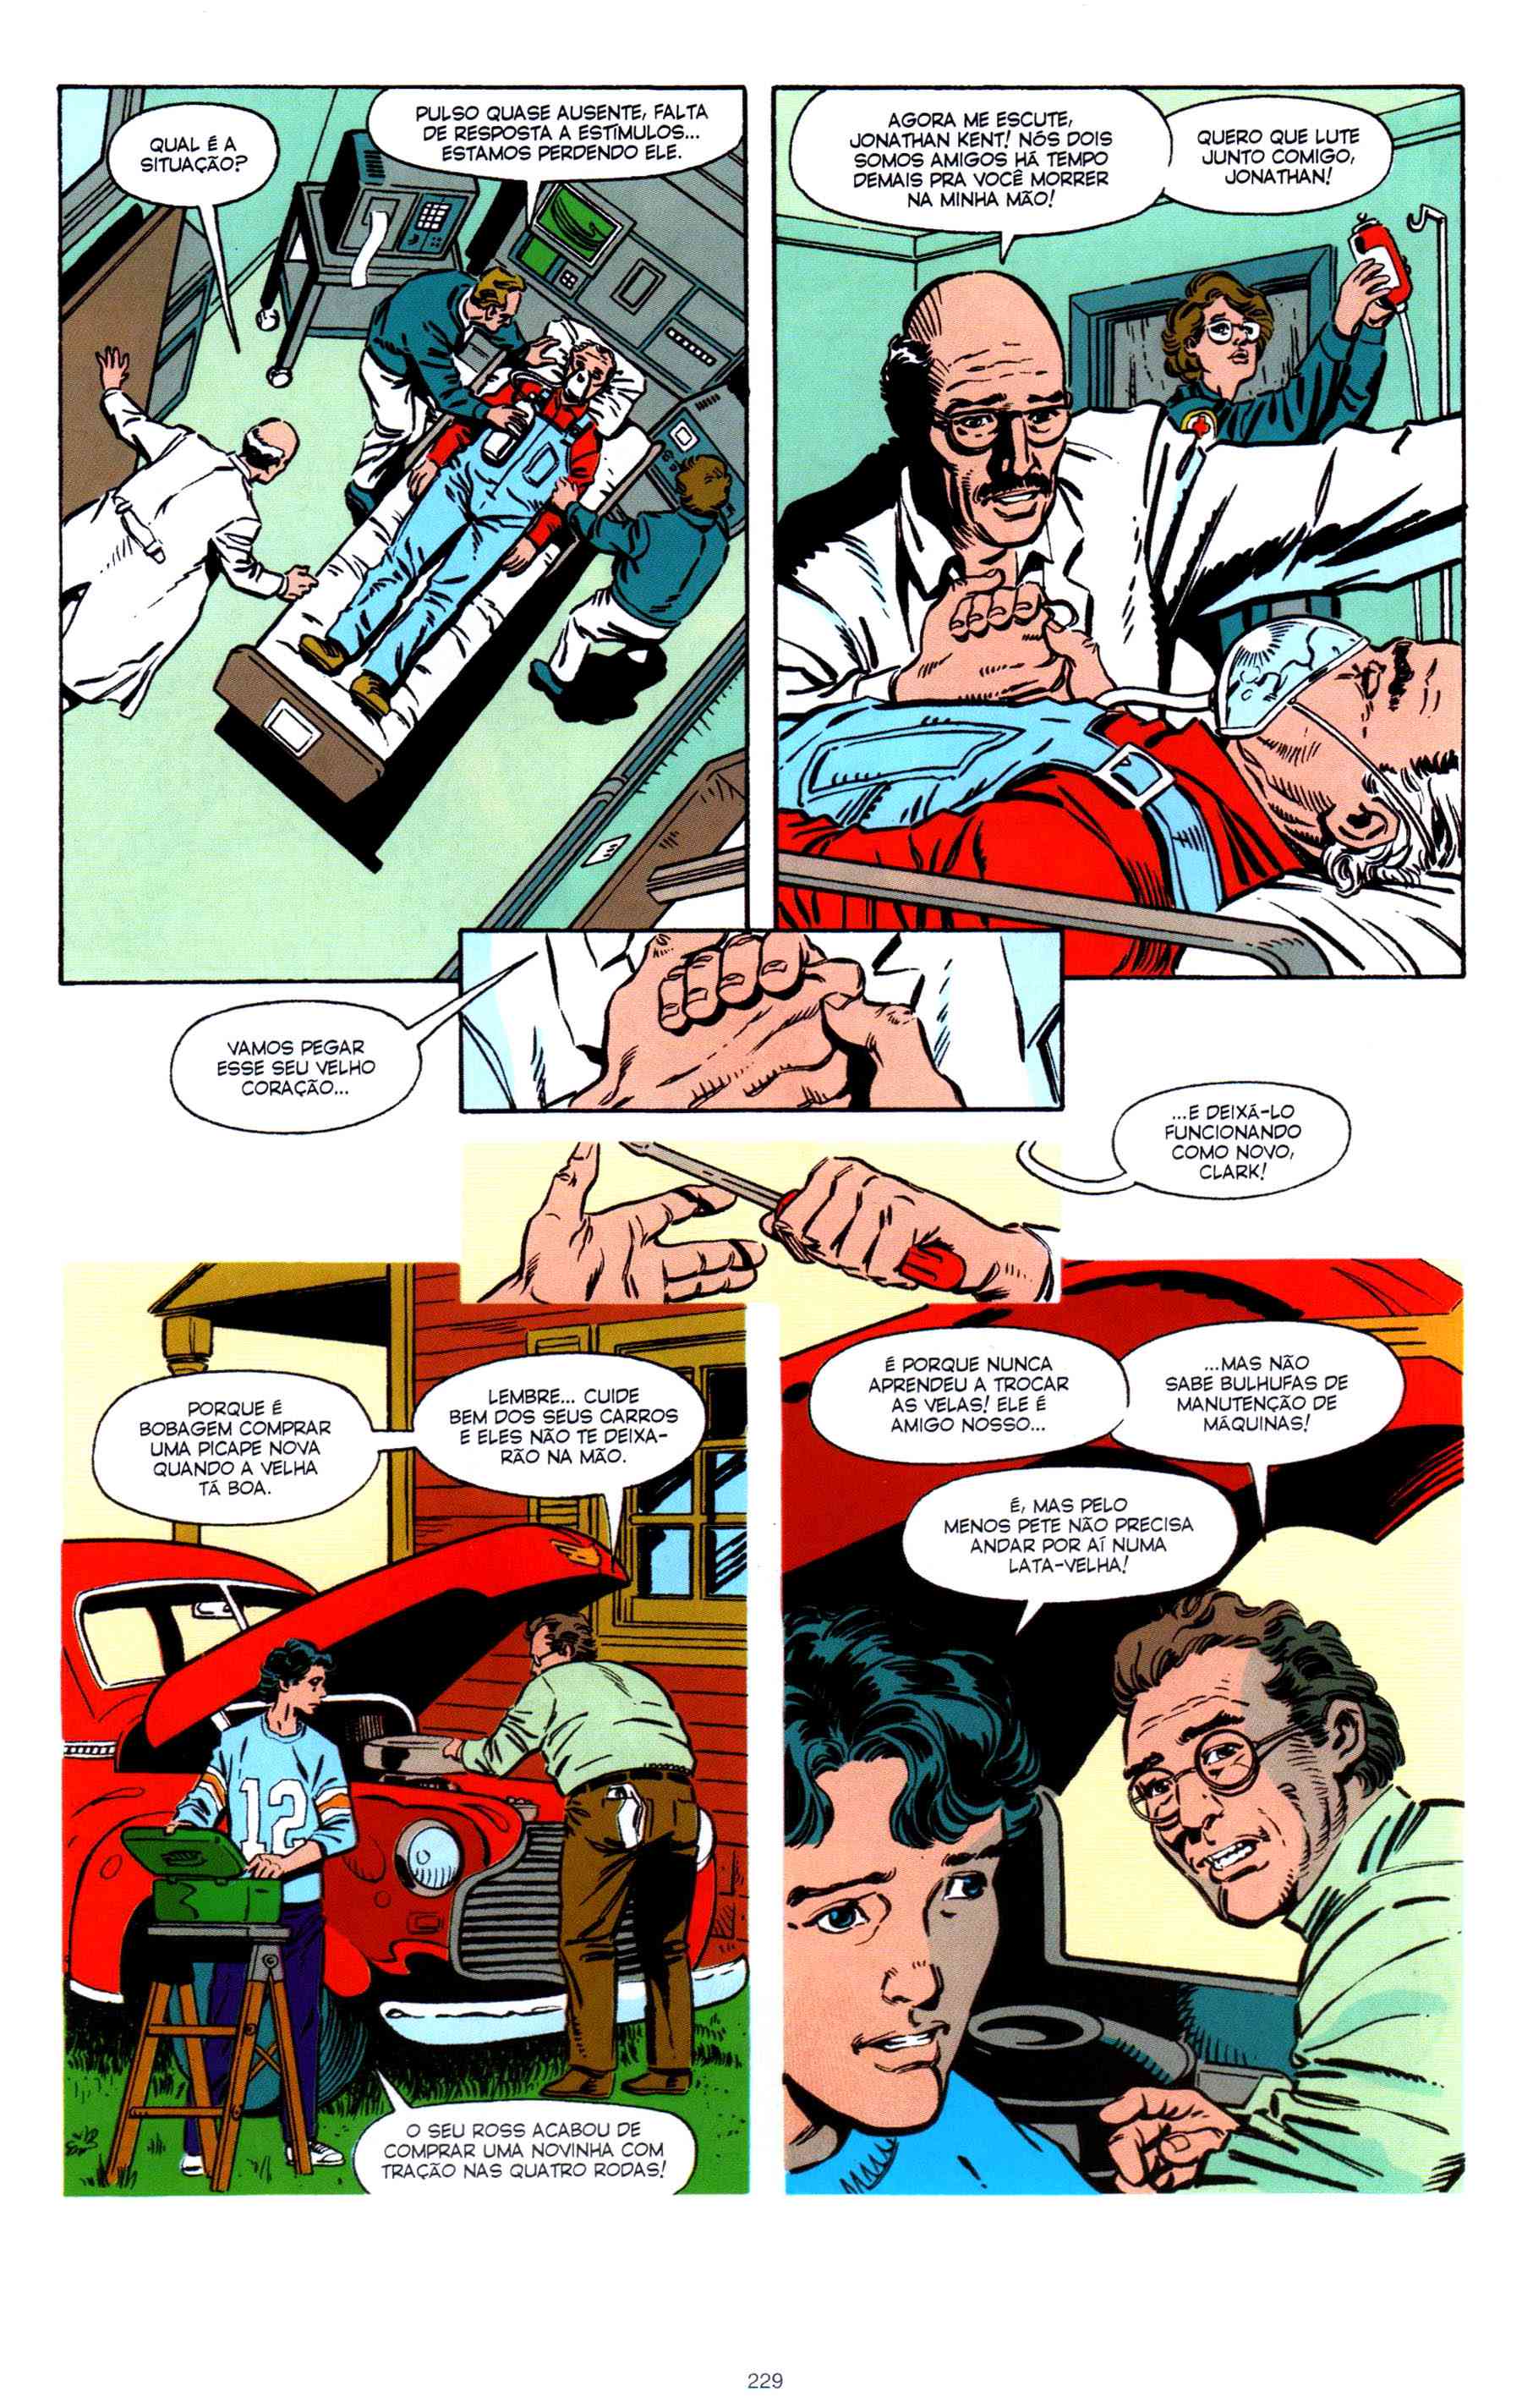 QUAL É A
SITUAÇÃO?
PULSO QUASE AUSENTE, FALTA
DE RESPOSTA A ESTÍMULOS...
ESTAMOS PERDENDO ELE.
AGORA ME ESCUTE,
JONATHAN KENT! NÓS DOIS
SOMOS AMIGOS HÁ TEMPO
DEMAIS PRA VOCÊ MORRER
NA MINHA MÃO!
QUERO QUE LUTE
JUNTO COMIGO,
JONATHAN!
VAMOS PEGAR
ESSE SEU VELHO
CORAÇÃO...
...E DEIXÁ-LO
FUNCIONANDO
COMO NOVO,
CLARK!
PORQUE É
BOBAGEM COMPRAR
UMA PICAPE NOVA
QUANDO A VELHA
TÁ BOA.
LEMBRE... CUIDE
BEM DOS SEUS CARROS
E ELES NÃO TE DEIXA-
RÃO NA MÃO.
12
O SEU ROSS ACABOU DE
COMPRAR UMA NOVINHA COM
TRAÇÃO NAS QUATRO RODAS!
É PORQUE NUNCA
APRENDEU A TROCAR
AS VELAS! ELE É
AMIGO NOSSO...
...MAS NÃO
SABE BULHUFAS DE
MANUTENÇÃO DE
MÁQUINAS!
É, MAS PELO
MENOS PETE NÃO PRECISA
ANDAR POR AÍ NUMA
LATA-VELHA!
229